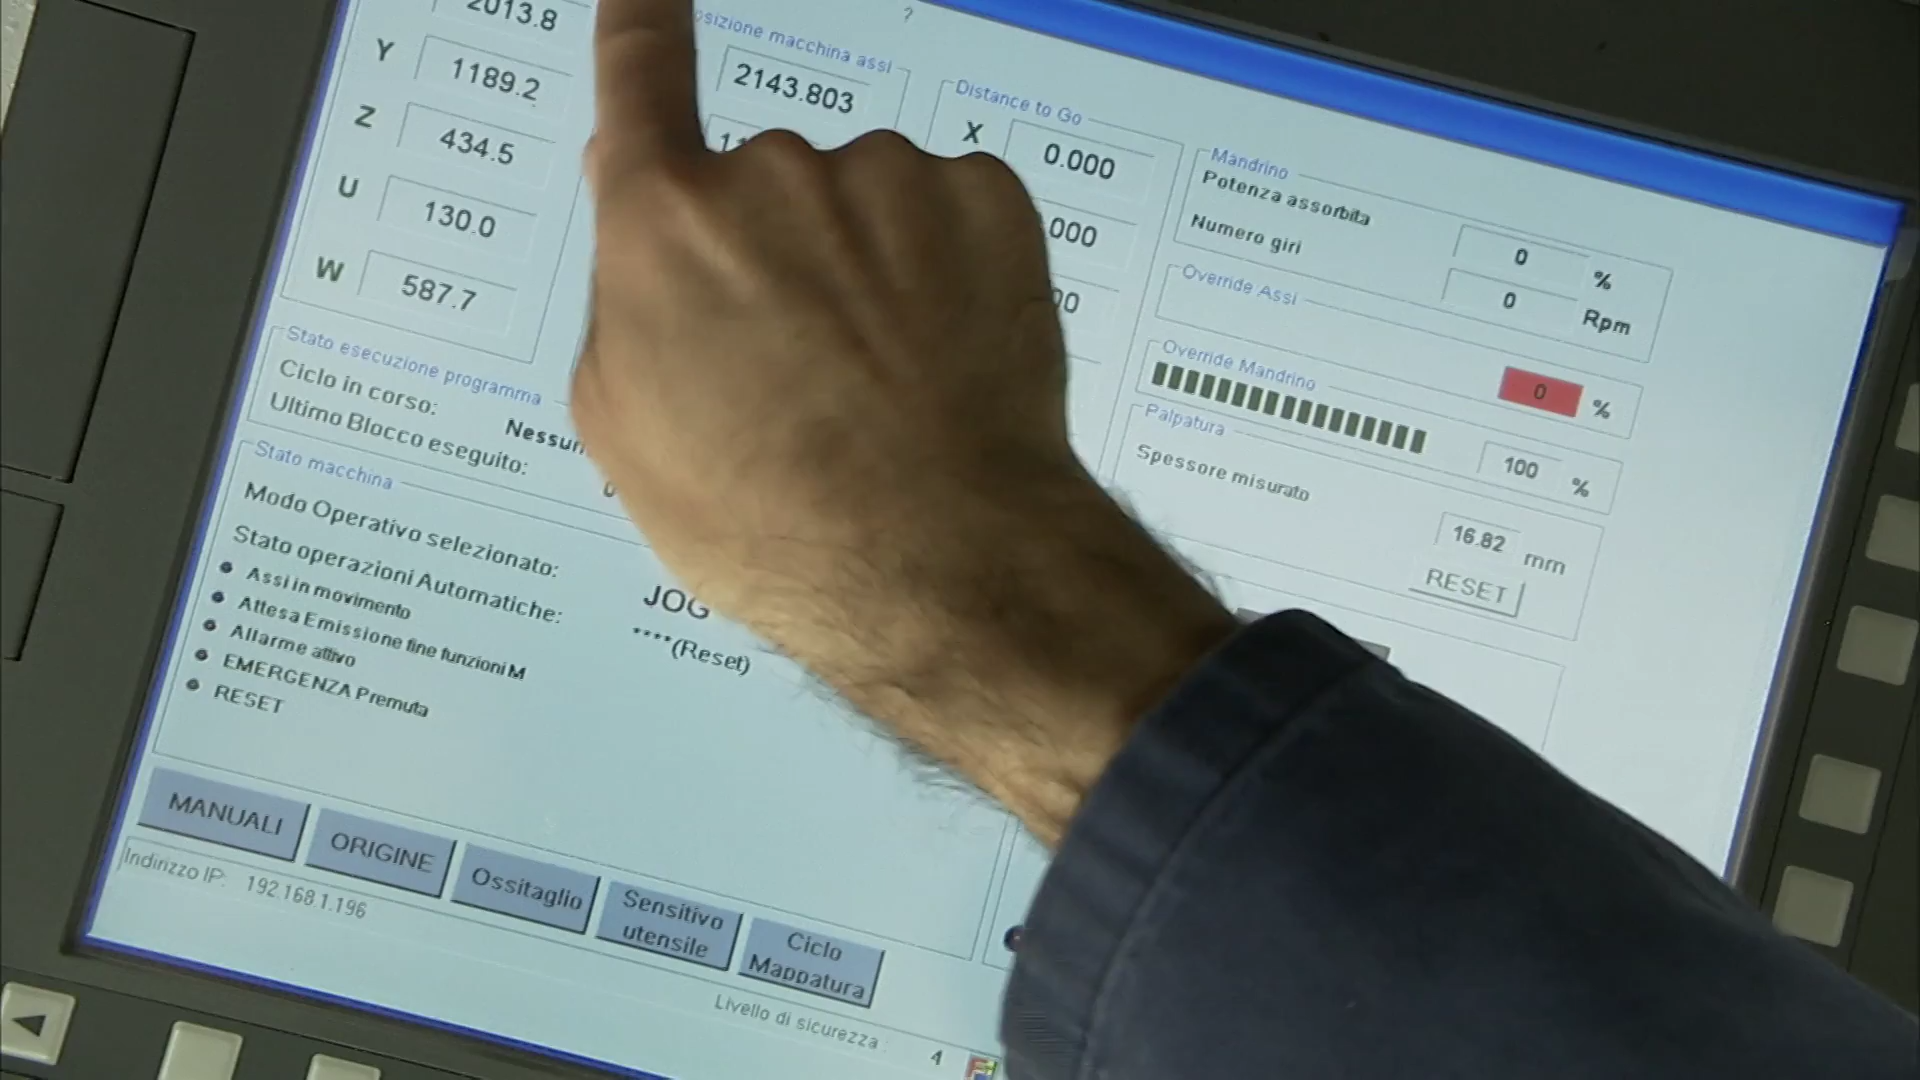 ?
2013.8
Y 1189.2
Z 434.5
U 130.0
W 587.7
macchina assi
2143.803
Distance to Go
X 0.000
Mandrino
Potenza assorbita 0 %
Numero giri 0 Rpm
Override Assi
0 %
Override Mandrino
100 %
Palpatura
Spessore misurato
16.82 mm
RESET
Stato esecuzione programma
Ciclo in corso:
Ultimo Blocco eseguito:
Stato macchina
Modo Operativo selezionato: JOG
Stato operazioni Automatiche: ****(Reset)
Assi in movimento
Attesa Emissione fine funzioni M
Allarme attivo
EMERGENZA Premuta
RESET
MANUALI
ORIGINE
Ossitaglio
Sensitivo
utensile
Ciclo
Mappatura
Indirizzo IP: 192.168.1.196
Livello di sicurezza : 4